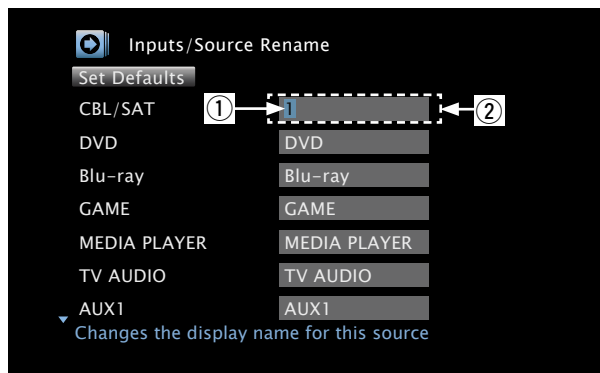 Inputs/Source Rename
Set Defaults
CBL/SAT ① 1 ②
DVD DVD
Blu-ray Blu-ray
GAME GAME
MEDIA PLAYER MEDIA PLAYER
TV AUDIO TV AUDIO
AUX1 AUX1
Changes the display name for this source